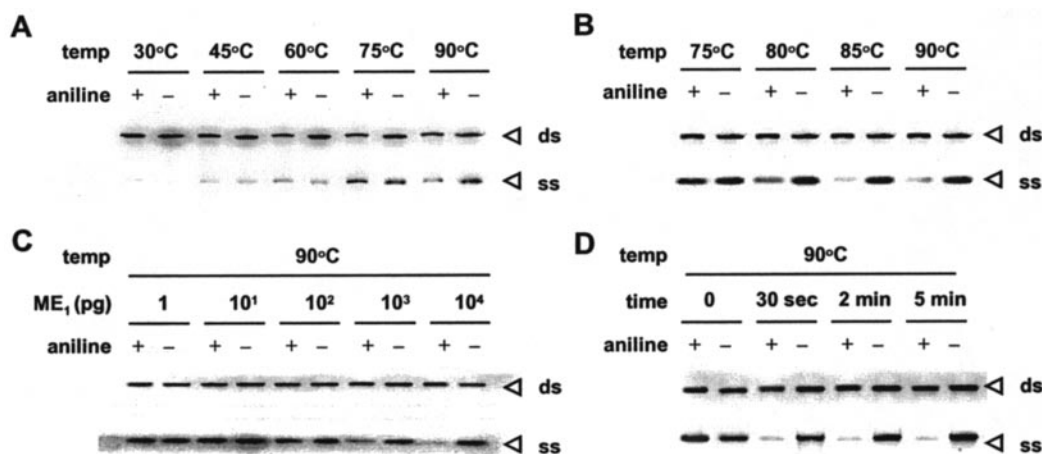 A
temp 30°C 45°C 60°C 75°C 90°C
aniline + – + – + – + – + –
ds
ss
B
temp 75°C 80°C 85°C 90°C
aniline + – + – + – + –
ds
ss
C
temp 90°C
ME₁ (pg) 1 10¹ 10² 10³ 10⁴
aniline + – + – + – + – + –
ds
ss
D
temp 90°C
time 0 30 sec 2 min 5 min
aniline + – + – + – + –
ds
ss